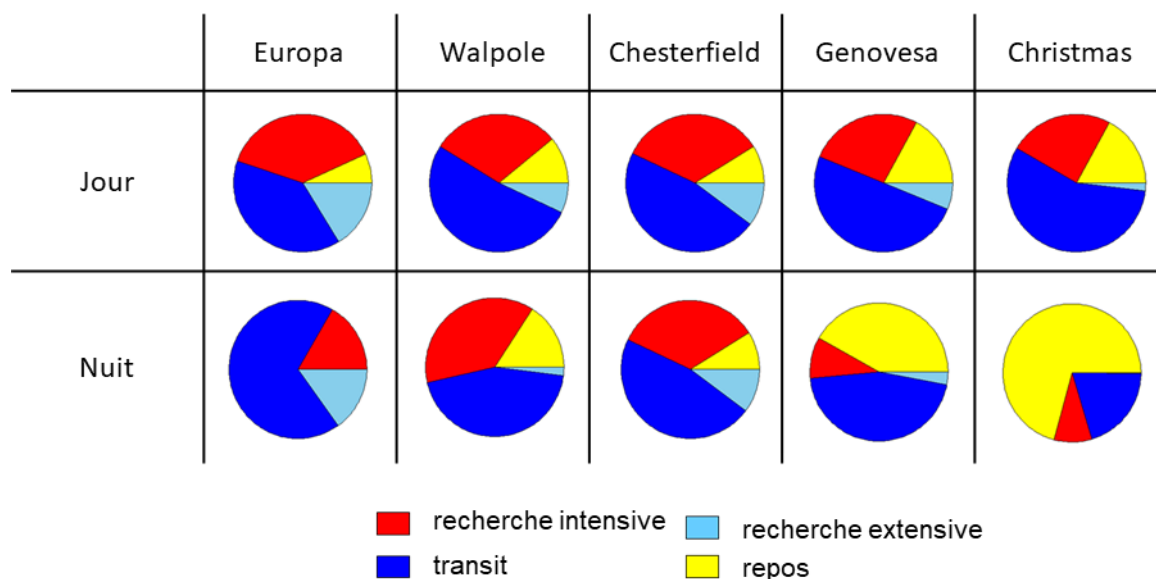 Europa Walpole Chesterfield Genovesa Christmas
Jour
Nuit
recherche intensive recherche extensive
transit repos